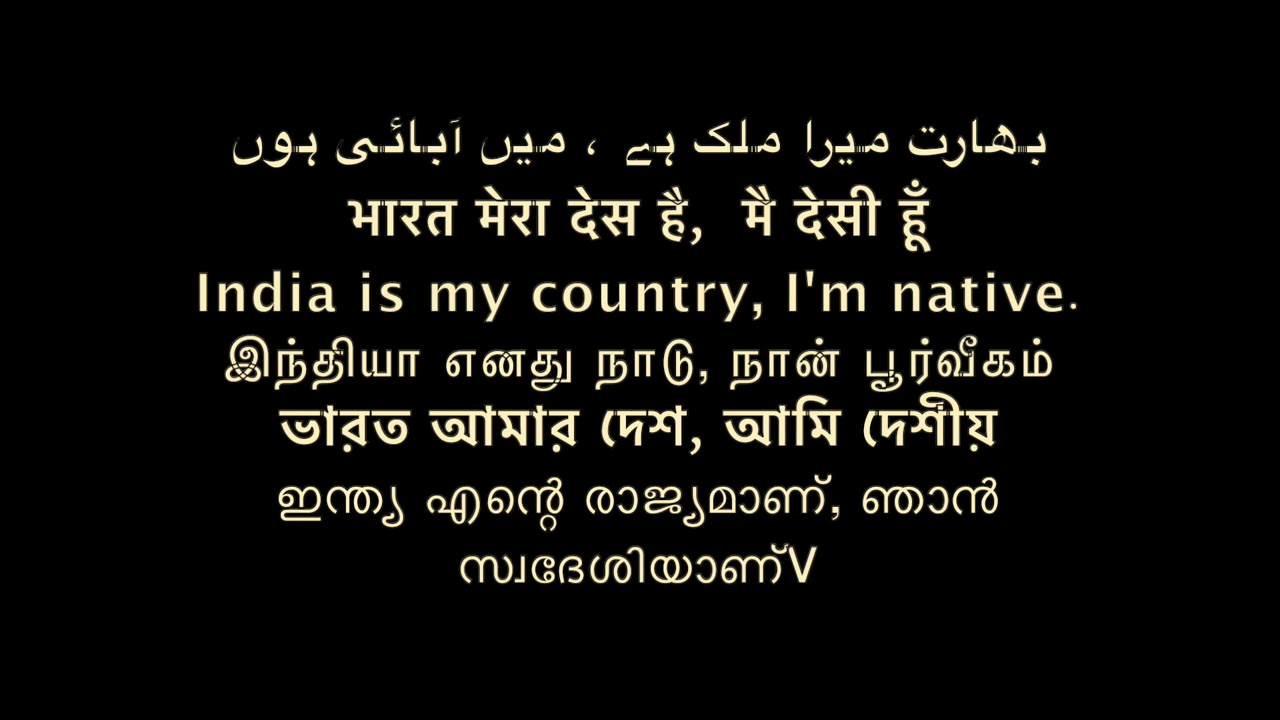 بھارت میرا ملک ہے ، میں آبائی ہوں
भारत मेरा देस है, मै देसी हूँ
India is my country, I'm native.
இந்தியா எனது நாடு, நான் பூர்வீகம்
ভারত আমার দেশ, আমি দেশীয়
ഇന്ത്യ എന്റെ രാജ്യമാണ്, ഞാൻ
സ്വദേശിയാണ്V